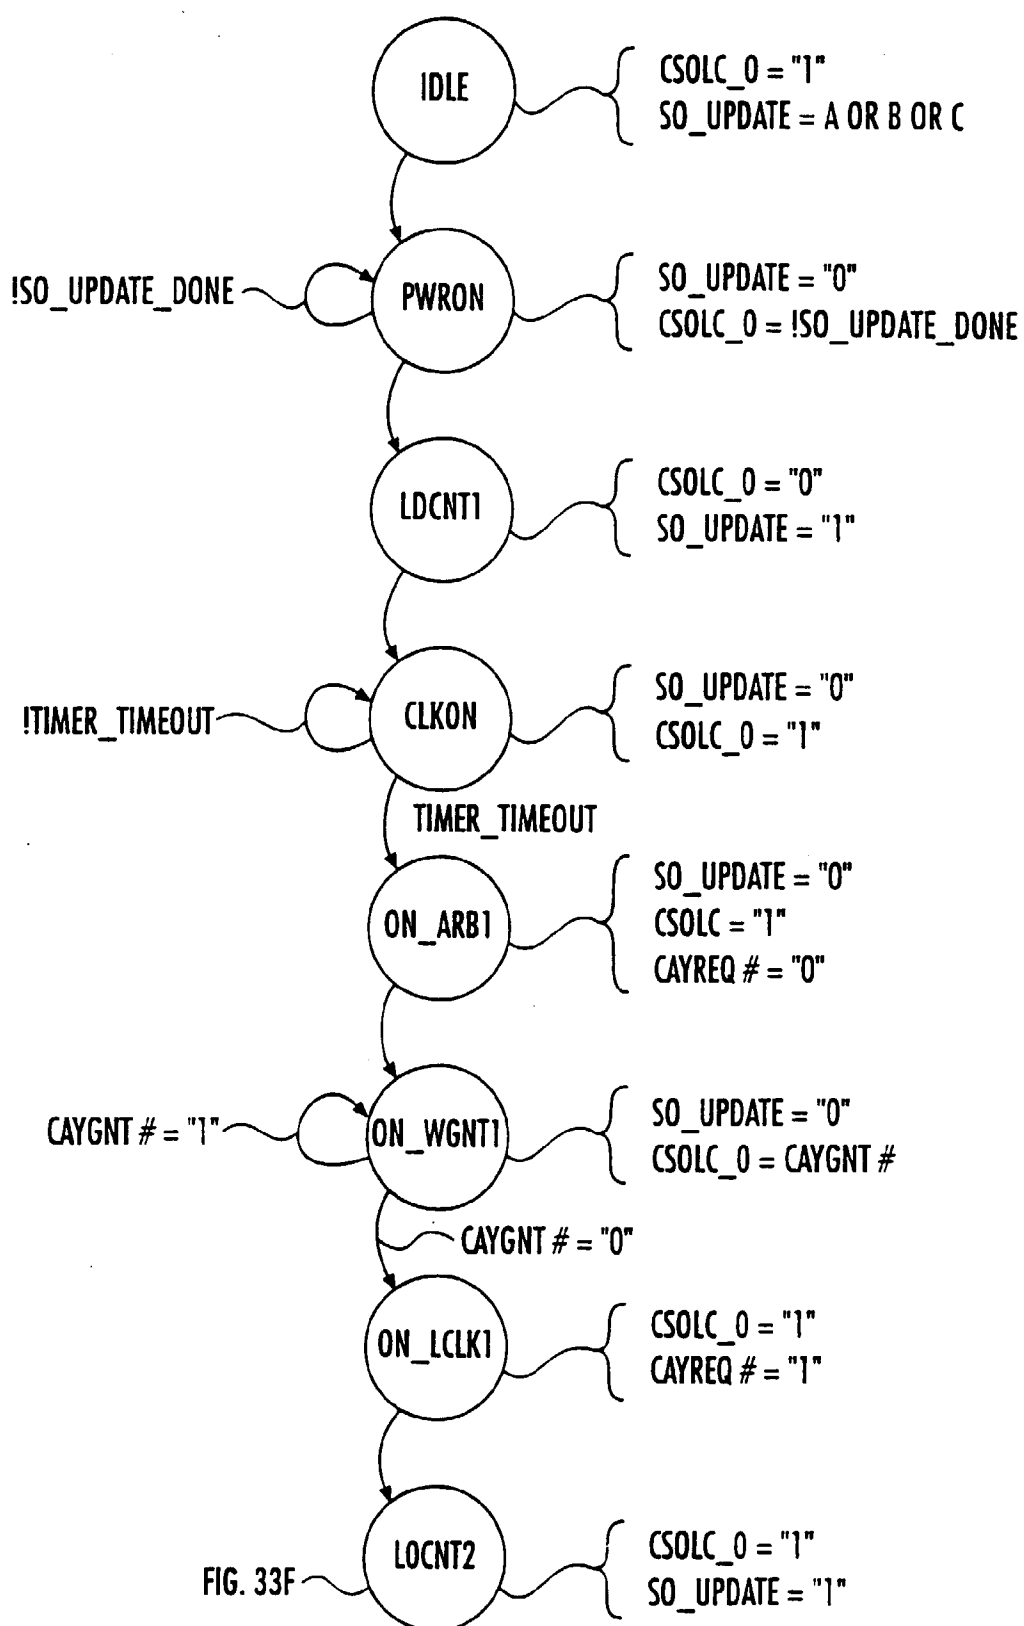 IDLE
CSOLC_0 = "1"
SO_UPDATE = A OR B OR C
!SO_UPDATE_DONE
PWRON
SO_UPDATE = "0"
CSOLC_0 = !SO_UPDATE_DONE
LDCNT1
CSOLC_0 = "0"
SO_UPDATE = "1"
!TIMER_TIMEOUT
CLKON
SO_UPDATE = "0"
CSOLC_0 = "1"
TIMER_TIMEOUT
ON_ARB1
SO_UPDATE = "0"
CSOLC = "1"
CAYREQ # = "0"
CAYGNT # = "1"
ON_WGNT1
SO_UPDATE = "0"
CSOLC_0 = CAYGNT #
CAYGNT # = "0"
ON_LCLK1
CSOLC_0 = "1"
CAYREQ # = "1"
LOCNT2
FIG. 33F
CSOLC_0 = "1"
SO_UPDATE = "1"